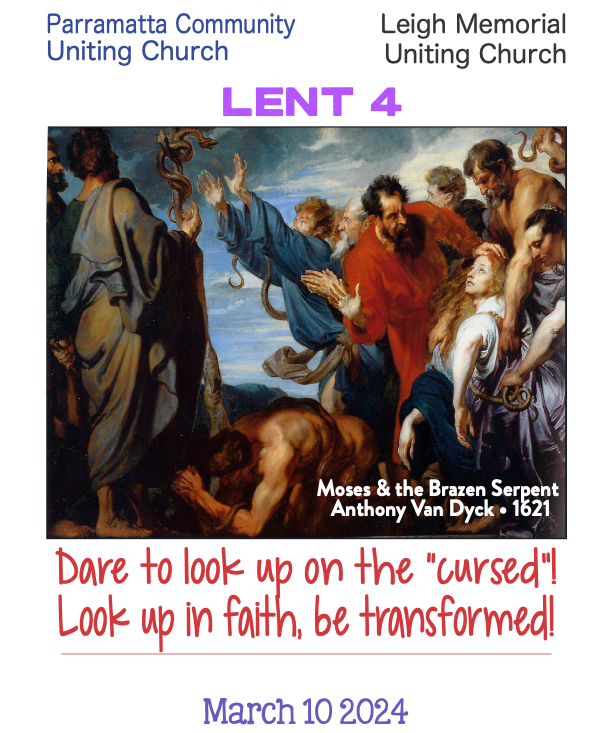 Parramatta Community
Uniting Church
Leigh Memorial
Uniting Church
LENT 4
Moses & the Brazen Serpent
Anthony Van Dyck • 1621
Dare to look up on the "cursed"!
Look up in faith, be transformed!
March 10 2024